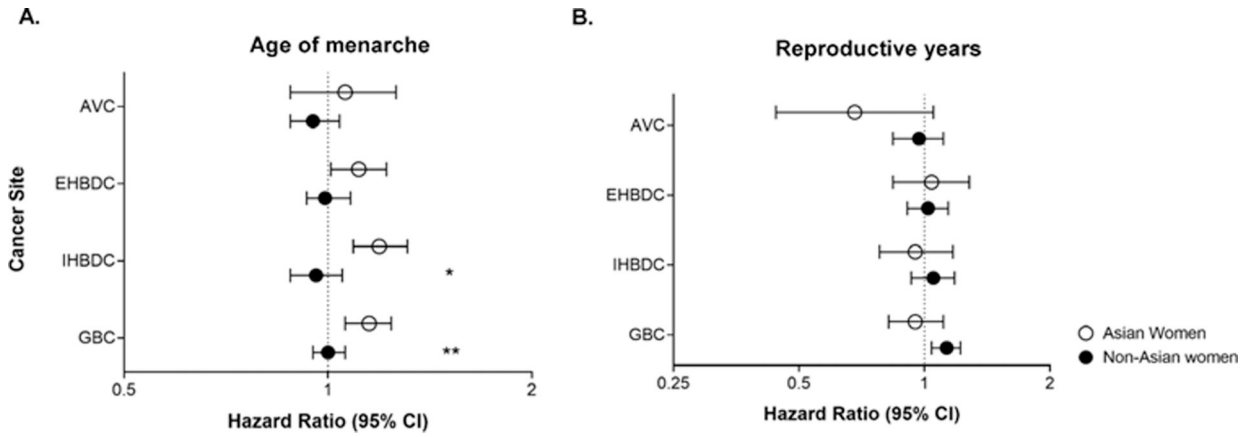 A.
Age of menarche
Cancer Site
AVC
EHBDC
IHBDC
*
GBC
**
0.5
1
2
Hazard Ratio (95% CI)
B.
Reproductive years
AVC
EHBDC
IHBDC
GBC
0.25
0.5
1
2
Hazard Ratio (95% CI)
Asian Women
Non-Asian women